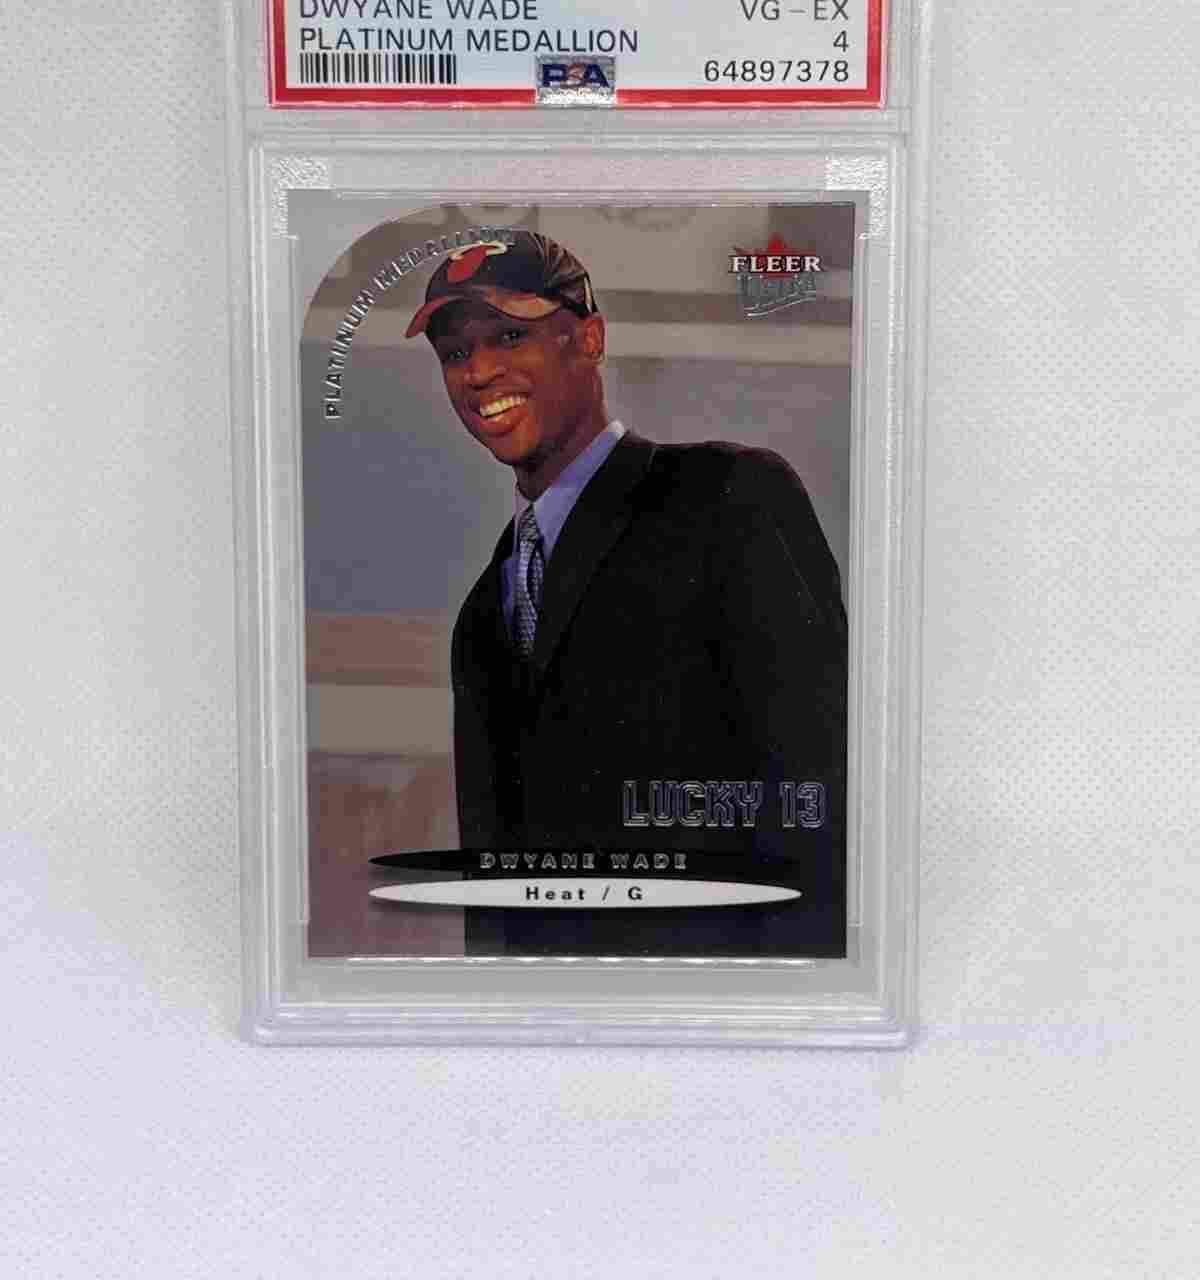 DWYANE WADE VG – EX
PLATINUM MEDALLION 4
PSA 64897378
PLATINUM MEDALLION
FLEER
ULTRA
LUCKY 13
DWYANE WADE
Heat / G